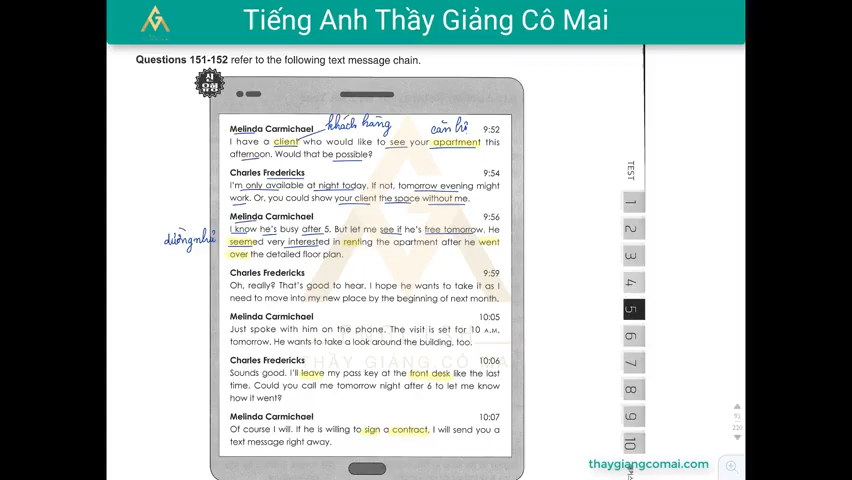 Tiếng Anh Thầy Giảng Cô Mai
Questions 151-152 refer to the following text message chain.
khách hàng
căn hộ
Melinda Carmichael 9:52
I have a client who would like to see your apartment this
afternoon. Would that be possible?
Charles Fredericks 9:54
I'm only available at night today. If not, tomorrow evening might
work. Or, you could show your client the space without me.
Melinda Carmichael 9:56
I know he's busy after 5. But let me see if he's free tomorrow. He
dường như
seemed very interested in renting the apartment after he went
over the detailed floor plan.
Charles Fredericks 9:59
Oh, really? That's good to hear. I hope he wants to take it as I
need to move into my new place by the beginning of next month.
Melinda Carmichael 10:05
Just spoke with him on the phone. The visit is set for 10 A.M.
tomorrow. He wants to take a look around the building, too.
THẦY GIẢNG CÔ MAI
Charles Fredericks 10:06
Sounds good. I'll leave my pass key at the front desk like the last
time. Could you call me tomorrow night after 6 to let me know
how it went?
Melinda Carmichael 10:07
Of course I will. If he is willing to sign a contract, I will send you a
text message right away.
TEST
1
2
3
4
5
6
7
8
9
10
thaygiangcomai.com